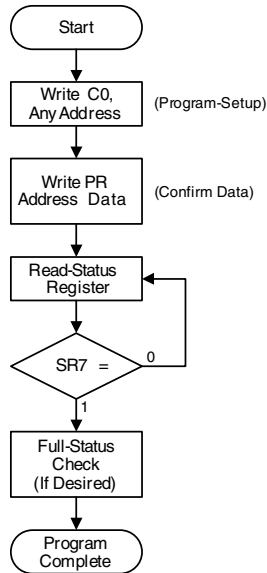 Start
Write C0,
Any Address
(Program-Setup)
Write PR
Address Data
(Confirm Data)
Read-Status
Register
SR7 =
0
1
Full-Status
Check
(If Desired)
Program
Complete